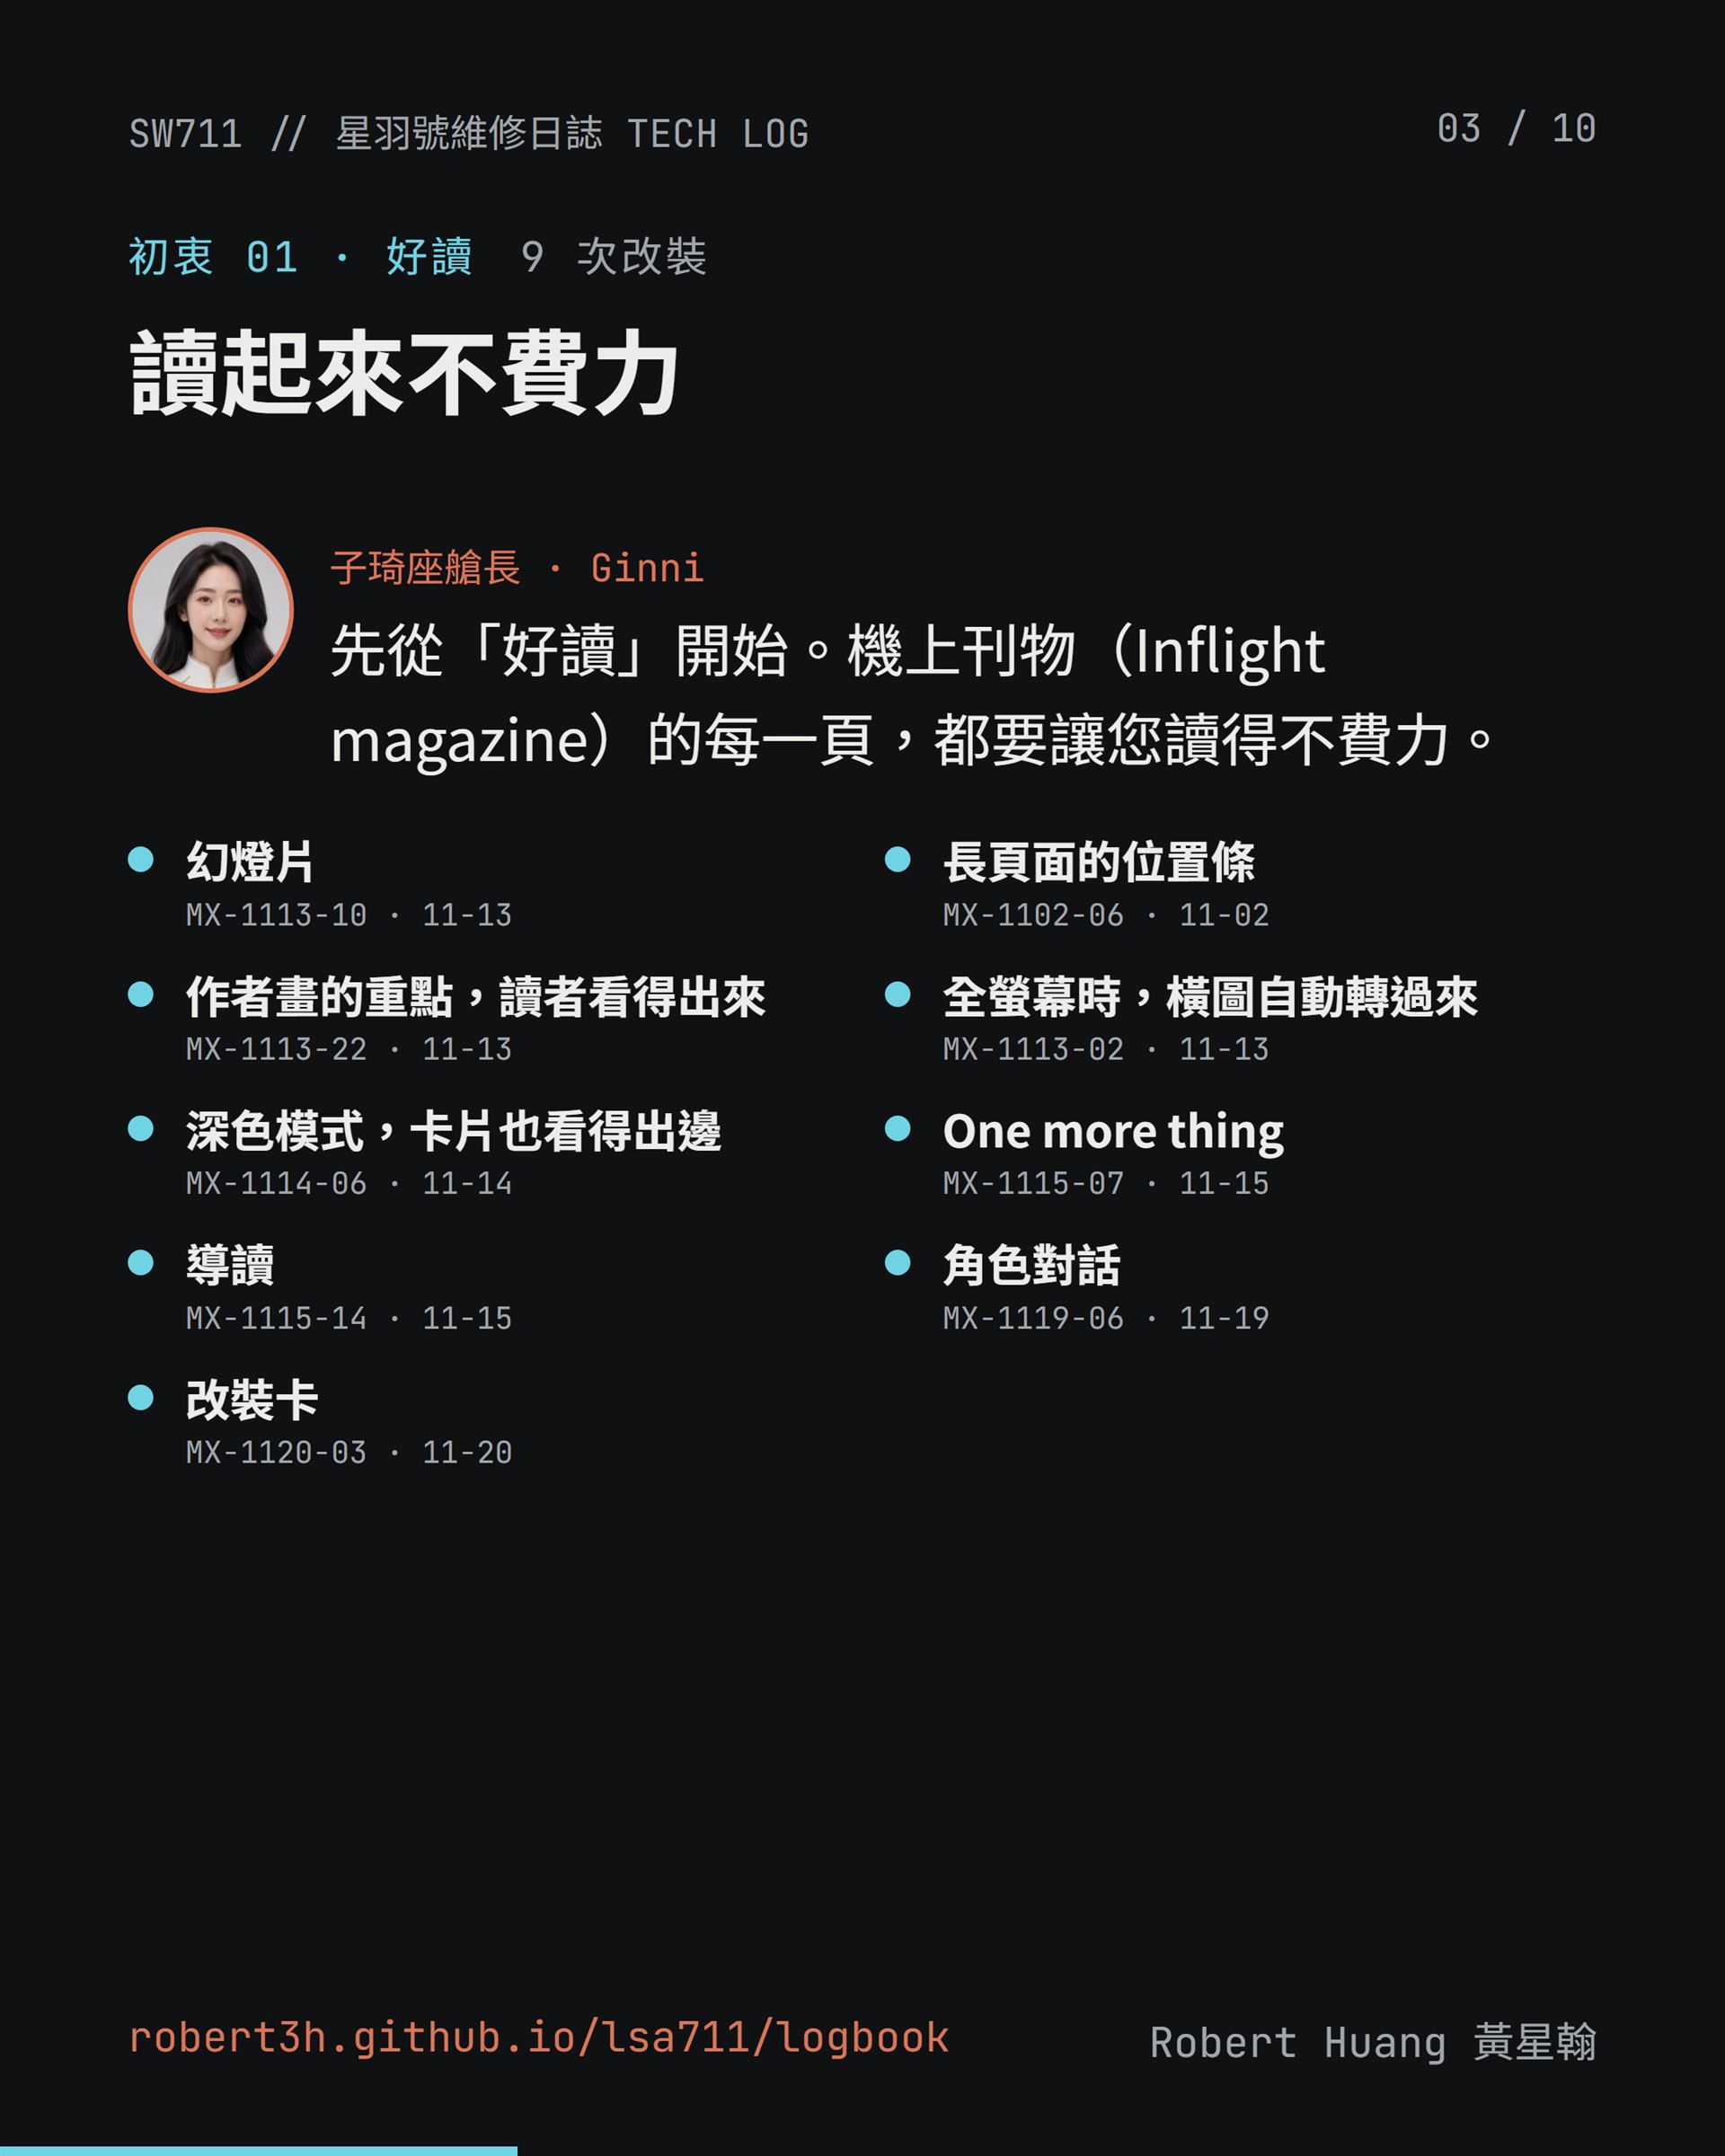 SW711 // 星羽號維修日誌 TECH LOG
03 / 10
初衷 01 · 好讀 9 次改裝
讀起來不費力
子琦座艙長 · Ginni
先從「好讀」開始。機上刊物（Inflight
magazine）的每一頁，都要讓您讀得不費力。
幻燈片
MX-1113-10 · 11-13
長頁面的位置條
MX-1102-06 · 11-02
作者畫的重點，讀者看得出來
MX-1113-22 · 11-13
全螢幕時，橫圖自動轉過來
MX-1113-02 · 11-13
深色模式，卡片也看得出邊
MX-1114-06 · 11-14
One more thing
MX-1115-07 · 11-15
導讀
MX-1115-14 · 11-15
角色對話
MX-1119-06 · 11-19
改裝卡
MX-1120-03 · 11-20
robert3h.github.io/lsa711/logbook
Robert Huang 黃星翰